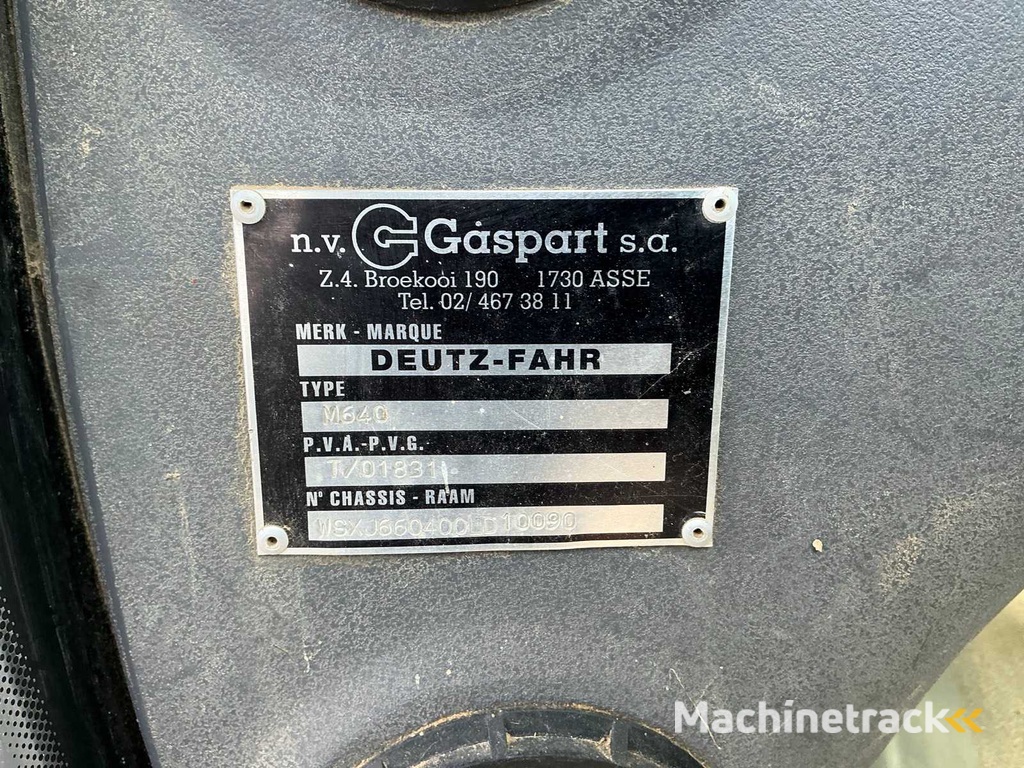 n.v. G Gaspart s.a.
Z.4. Broekooi 190 1730 ASSE
Tel. 02/ 467 38 11
MERK - MARQUE
DEUTZ-FAHR
TYPE
M640
P.V.A.-P.V.G.
T/01831
Nº CHASSIS - RAAM
Machinetrack